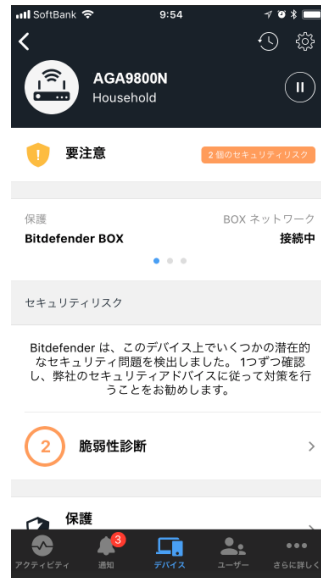 SoftBank 9:54
AGA9800N
Household
要注意
2 個のセキュリティリスク
保護
BOX ネットワーク
Bitdefender BOX
接続中
セキュリティリスク
Bitdefender は、このデバイス上でいくつかの潜在的
なセキュリティ問題を検出しました。 1つずつ確認
し、弊社のセキュリティアドバイスに従って対策を行
うことをお勧めします。
2 脆弱性診断
保護
3
アクティビティ 通知 デバイス ユーザー さらに詳しく